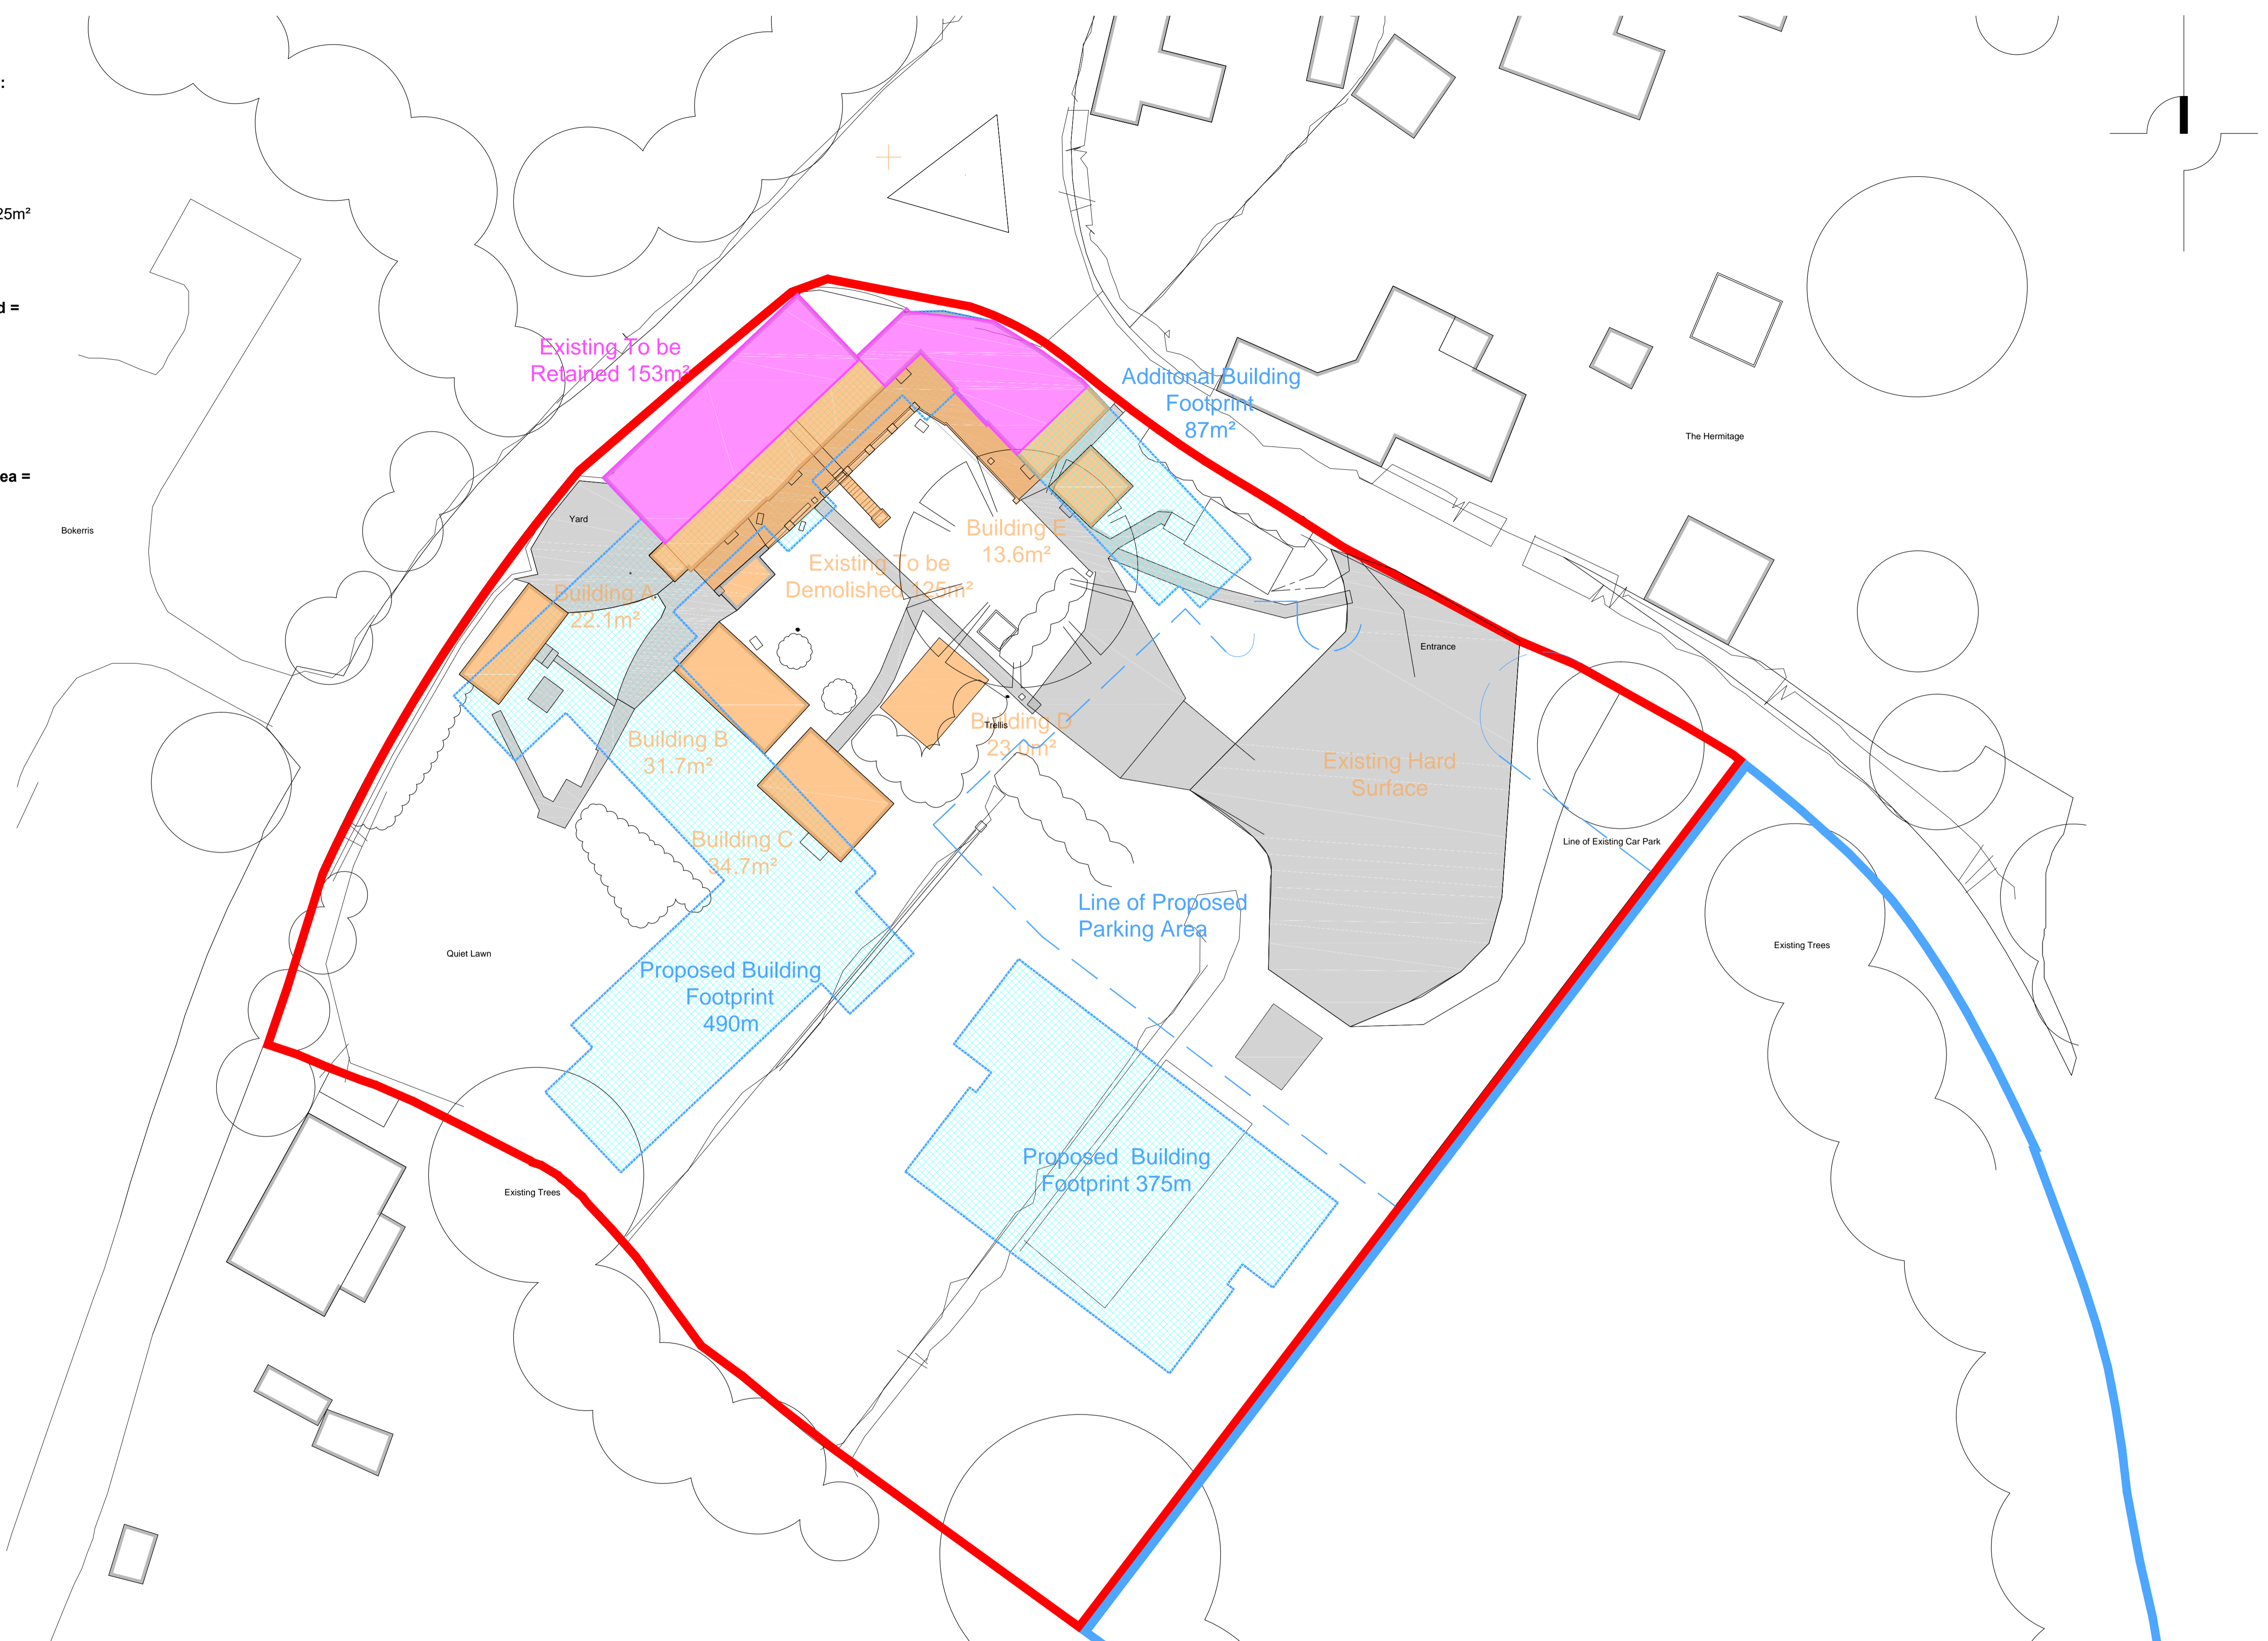 :
25m²
d =
ea =
Bokerris
Existing To be
Retained 153m²
Additonal Building
Footprint
87m²
The Hermitage
Yard
Building E
13.6m²
Existing To be
Demolished 125m²
Building A
22.1m²
Entrance
Building D
23.0m²
Trellis
Building B
31.7m²
Existing Hard
Surface
Building C
34.7m²
Line of Existing Car Park
Line of Proposed
Parking Area
Existing Trees
Quiet Lawn
Proposed Building
Footprint
490m
Proposed Building
Footprint 375m
Existing Trees